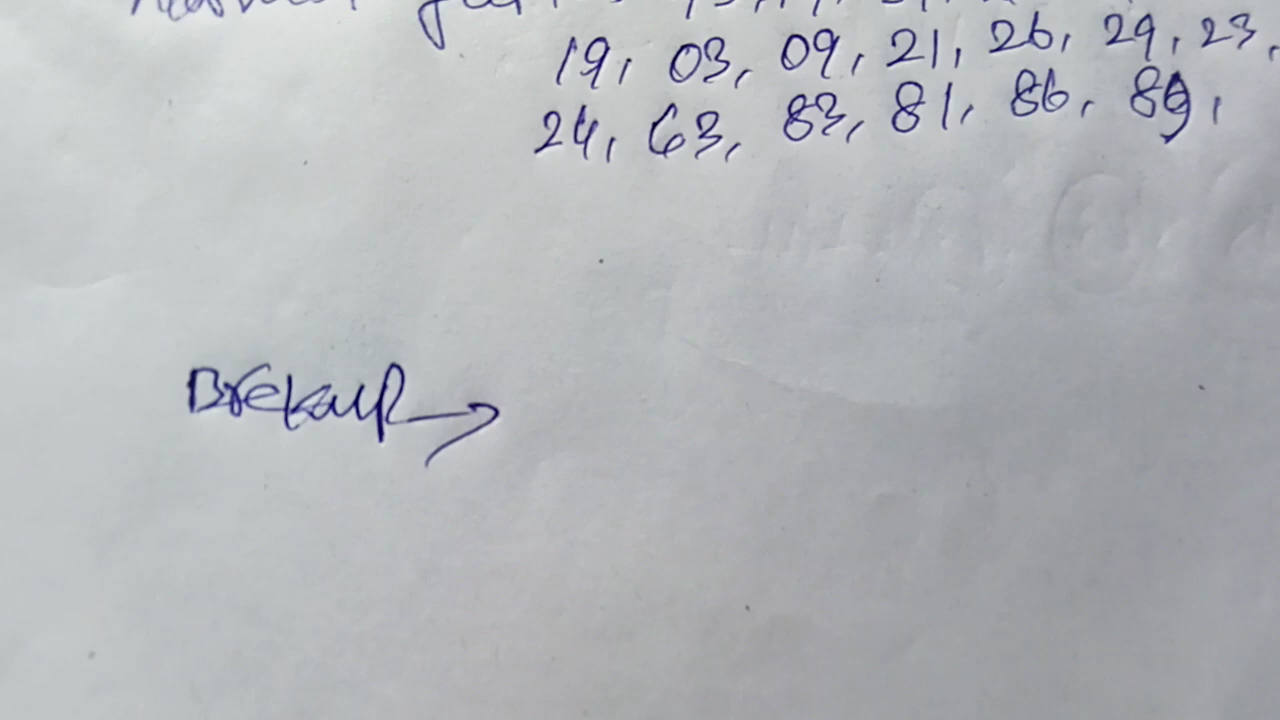 19, 03, 09, 21, 26, 29, 23,
24, 63, 83, 81, 86, 89,
Brekup →